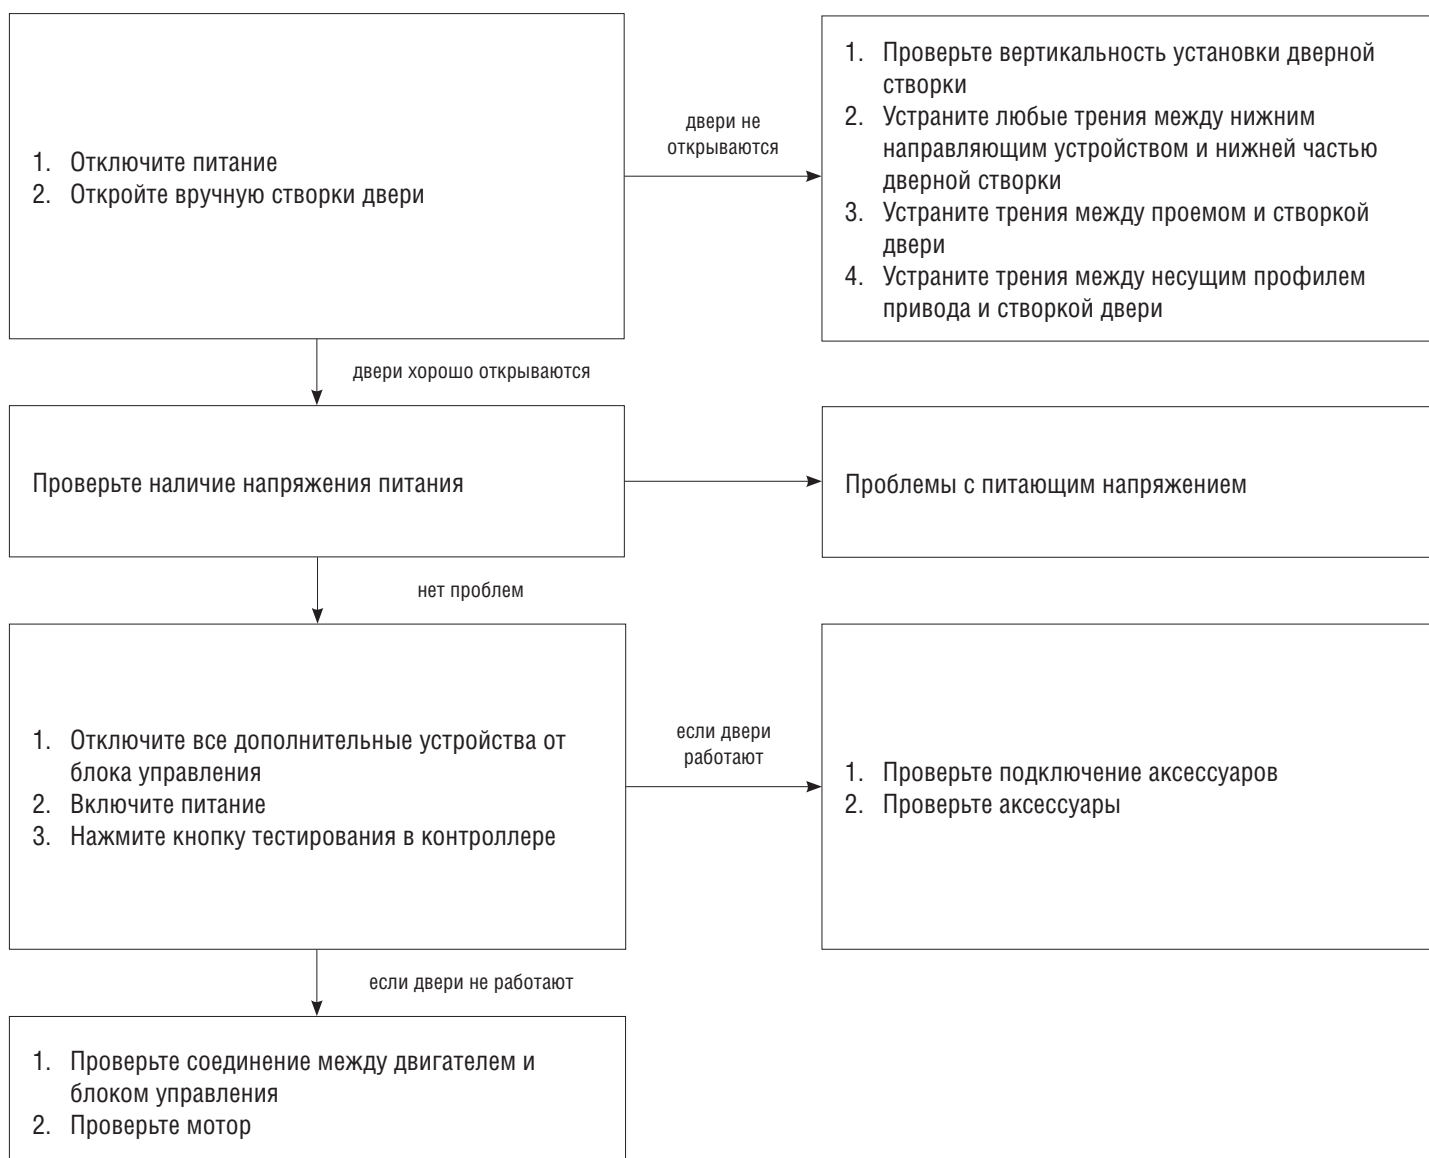 1. Отключите питание
2. Откройте вручную створки двери
двери не
открываются
1. Проверьте вертикальность установки дверной
створки
2. Устраните любые трения между нижним
направляющим устройством и нижней частью
дверной створки
3. Устраните трения между проемом и створкой
двери
4. Устраните трения между несущим профилем
привода и створкой двери
двери хорошо открываются
Проверьте наличие напряжения питания
Проблемы с питающим напряжением
нет проблем
1. Отключите все дополнительные устройства от
блока управления
2. Включите питание
3. Нажмите кнопку тестирования в контроллере
если двери
работают
1. Проверьте подключение аксессуаров
2. Проверьте аксессуары
если двери не работают
1. Проверьте соединение между двигателем и
блоком управления
2. Проверьте мотор